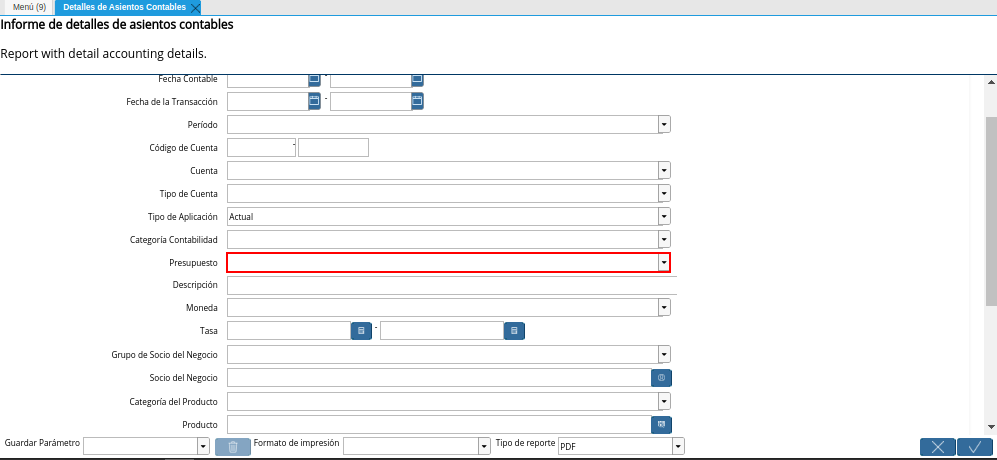 Menú (9) Detalles de Asientos Contables
Informe de detalles de asientos contables
Report with detail accounting details.
Fecha Contable -
Fecha de la Transacción -
Período
Código de Cuenta -
Cuenta
Tipo de Cuenta
Tipo de Aplicación Actual
Categoría Contabilidad
Presupuesto
Descripción
Moneda
Tasa -
Grupo de Socio del Negocio
Socio del Negocio
Categoría del Producto
Producto
Guardar Parámetro Formato de impresión Tipo de reporte PDF